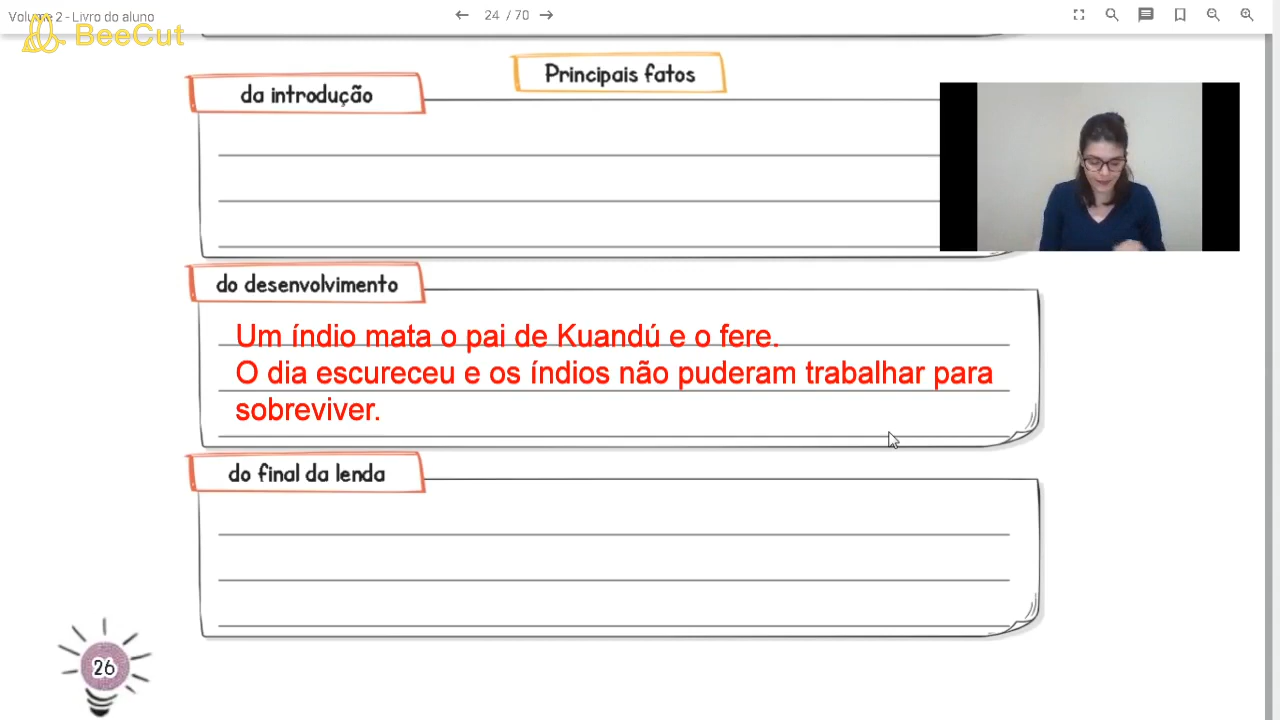 Volume 2 - Livro do aluno
24 / 70
BeeCut
Principais fatos
da introdução
do desenvolvimento
Um índio mata o pai de Kuandú e o fere.
O dia escureceu e os índios não puderam trabalhar para
sobreviver.
do final da lenda
26